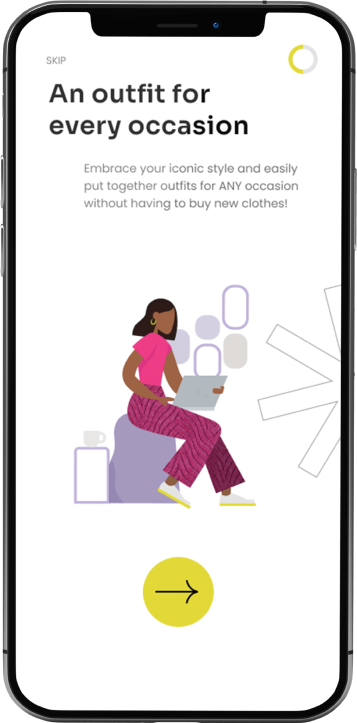 SKIP
An outfit for
every occasion
Embrace your iconic style and easily
put together outfits for ANY occasion
without having to buy new clothes!